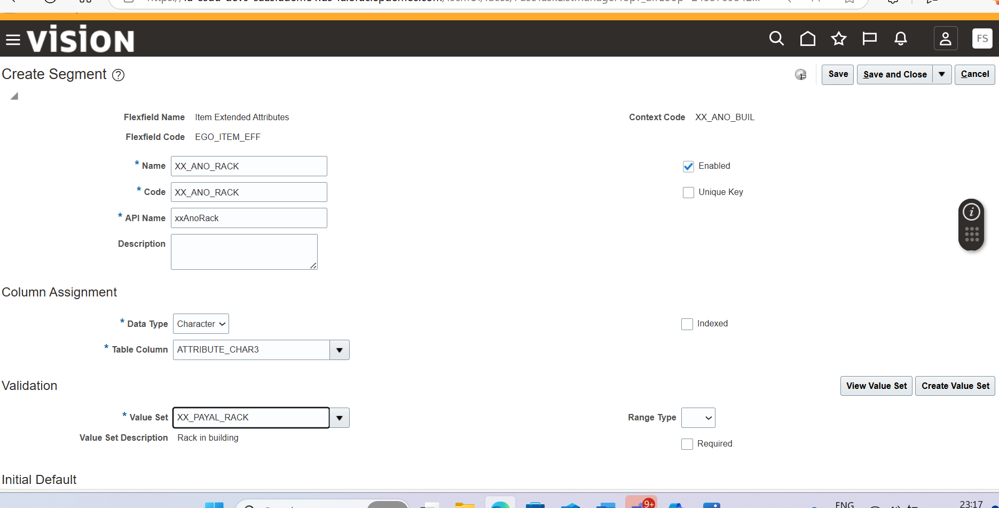 VISION
FS
Create Segment ?
Save
Save and Close
Cancel
Flexfield Name Item Extended Attributes
Context Code XX_ANO_BUIL
Flexfield Code EGO_ITEM_EFF
* Name XX_ANO_RACK
Enabled
* Code XX_ANO_RACK
Unique Key
* API Name xxAnoRack
Description
Column Assignment
* Data Type Character
Indexed
* Table Column ATTRIBUTE_CHAR3
Validation
View Value Set
Create Value Set
* Value Set XX_PAYAL_RACK
Range Type
Value Set Description Rack in building
Required
Initial Default
9+
ENG
23:17